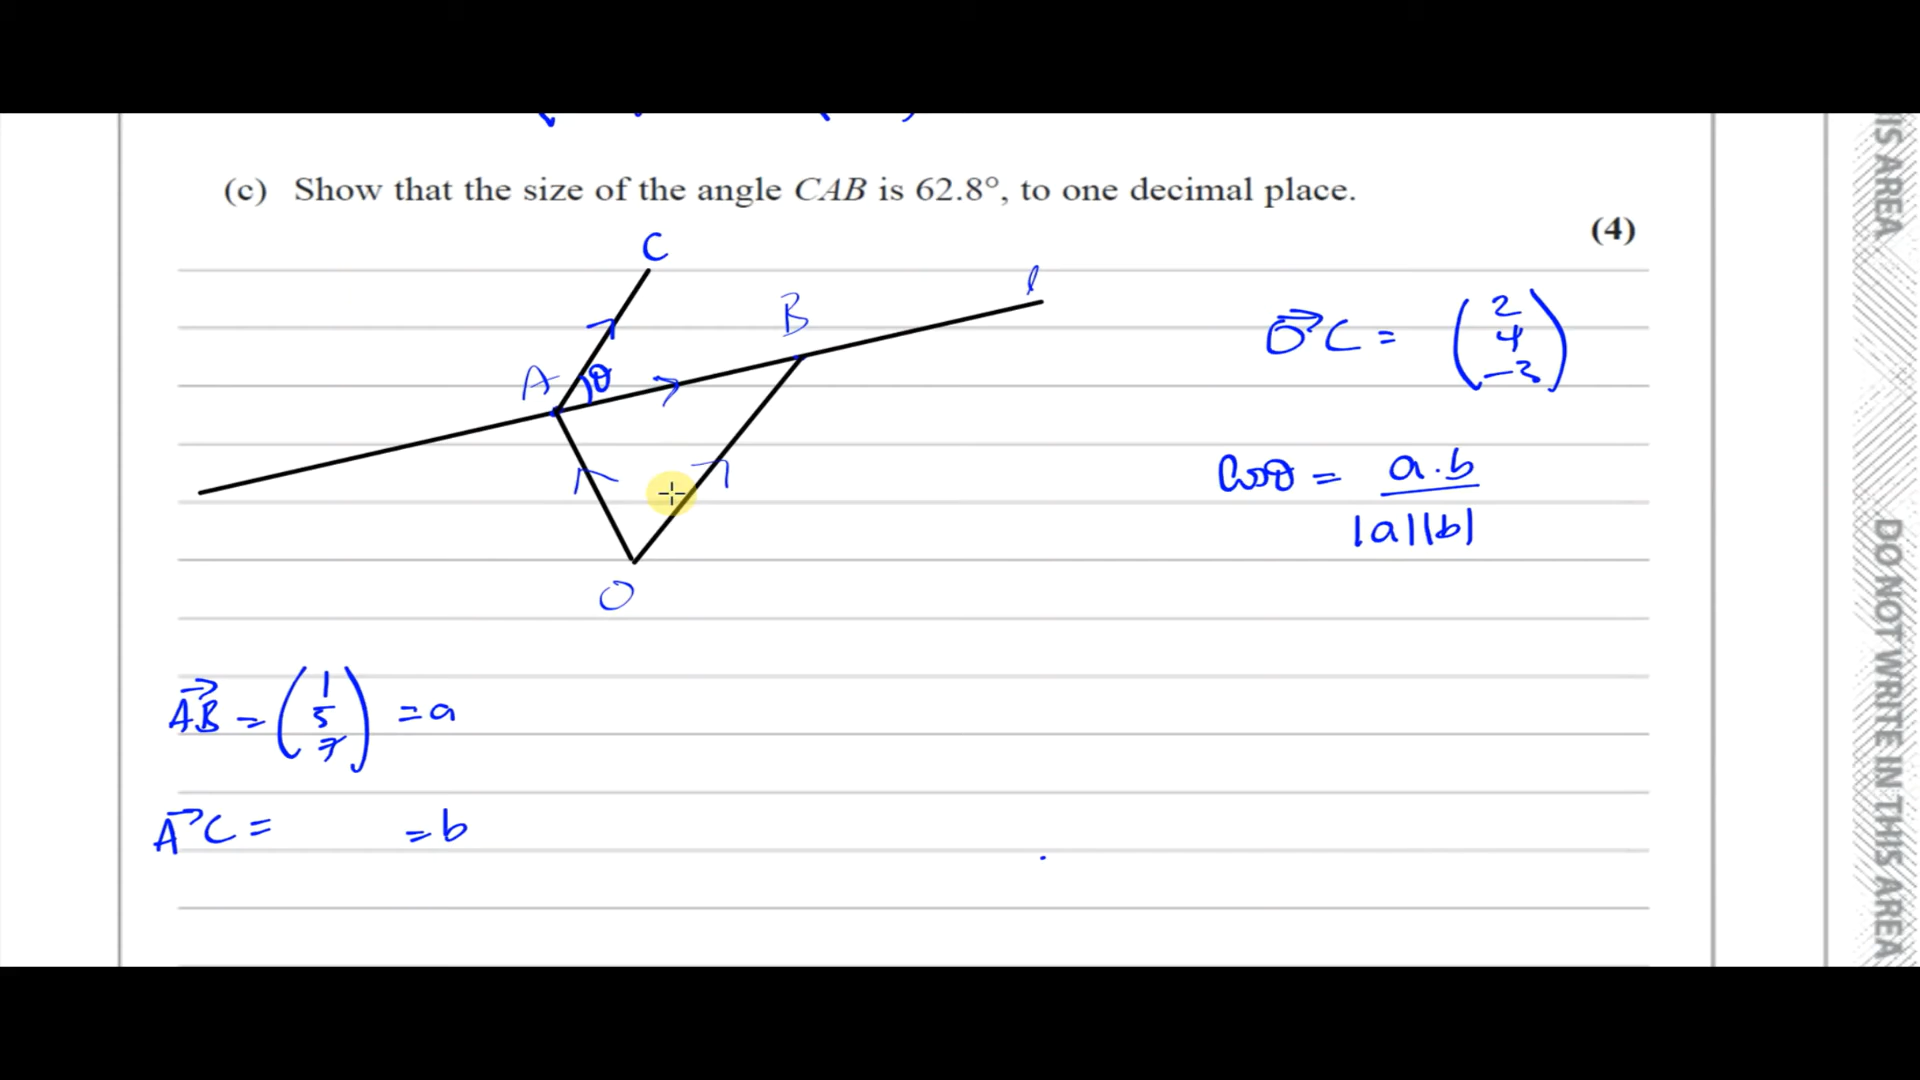 (c) Show that the size of the angle CAB is 62.8°, to one decimal place.
(4)
C
B
l
A
θ
O
OC = (2 4 -3)
Cosθ = a.b
|a||b|
AB = (1 5 7) = a
AC = = b
IS AREA
DO NOT WRITE IN THIS AREA